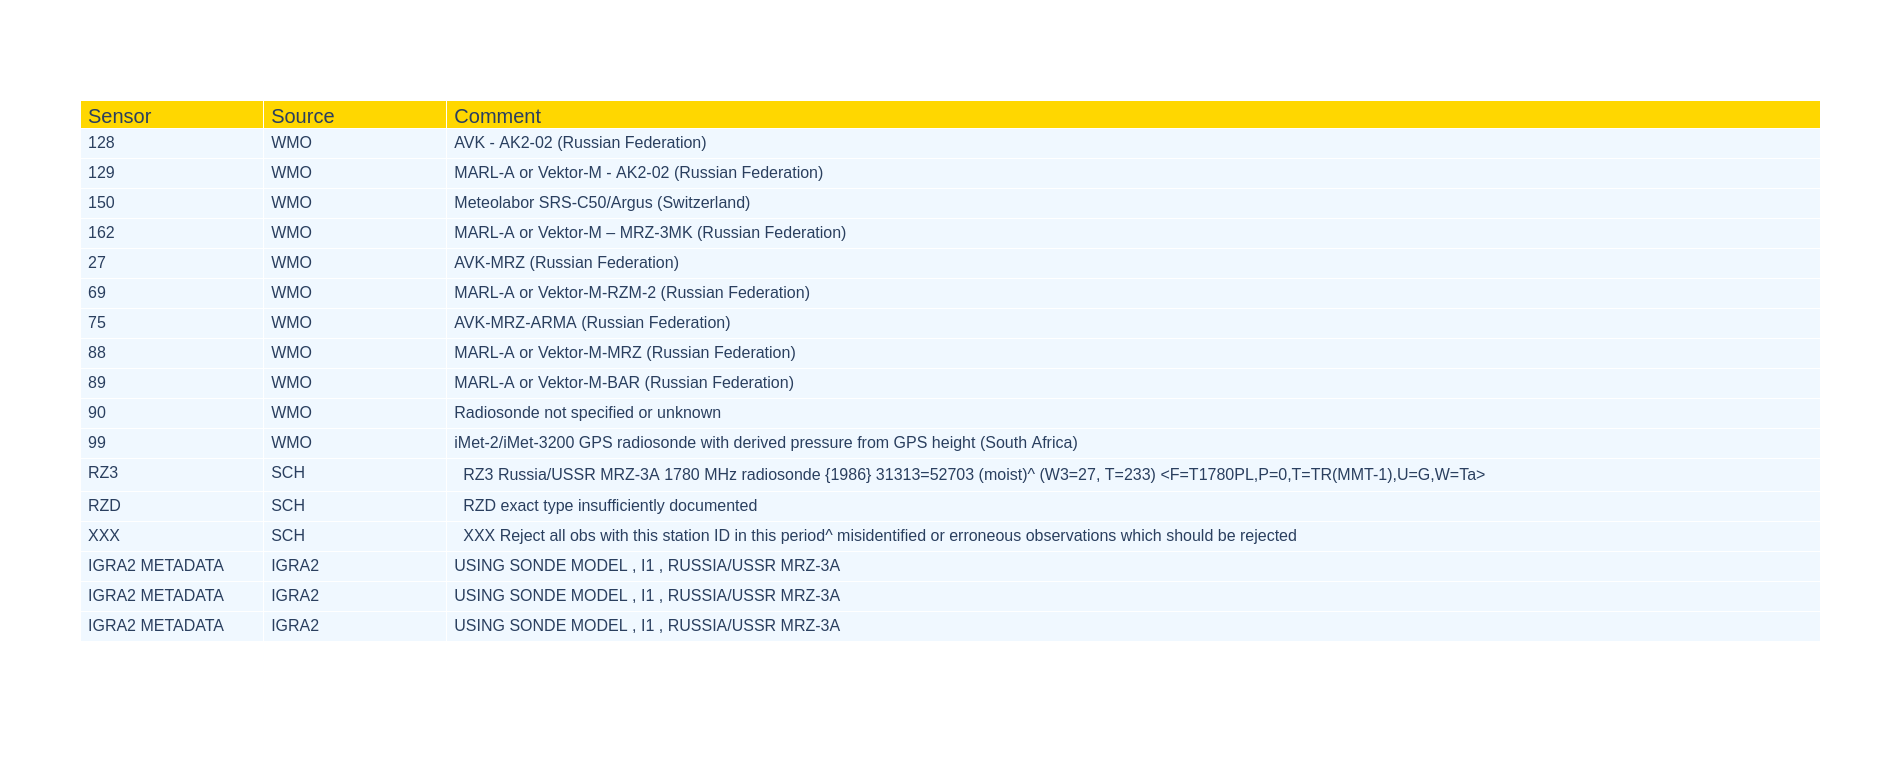 Sensor Source Comment
128 WMO AVK - AK2-02 (Russian Federation)
129 WMO MARL-A or Vektor-M - AK2-02 (Russian Federation)
150 WMO Meteolabor SRS-C50/Argus (Switzerland)
162 WMO MARL-A or Vektor-M – MRZ-3MK (Russian Federation)
27 WMO AVK-MRZ (Russian Federation)
69 WMO MARL-A or Vektor-M-RZM-2 (Russian Federation)
75 WMO AVK-MRZ-ARMA (Russian Federation)
88 WMO MARL-A or Vektor-M-MRZ (Russian Federation)
89 WMO MARL-A or Vektor-M-BAR (Russian Federation)
90 WMO Radiosonde not specified or unknown
99 WMO iMet-2/iMet-3200 GPS radiosonde with derived pressure from GPS height (South Africa)
RZ3 SCH RZ3 Russia/USSR MRZ-3A 1780 MHz radiosonde {1986} 31313=52703 (moist)^ (W3=27, T=233) <F=T1780PL,P=0,T=TR(MMT-1),U=G,W=Ta>
RZD SCH RZD exact type insufficiently documented
XXX SCH XXX Reject all obs with this station ID in this period^ misidentified or erroneous observations which should be rejected
IGRA2 METADATA IGRA2 USING SONDE MODEL , I1 , RUSSIA/USSR MRZ-3A
IGRA2 METADATA IGRA2 USING SONDE MODEL , I1 , RUSSIA/USSR MRZ-3A
IGRA2 METADATA IGRA2 USING SONDE MODEL , I1 , RUSSIA/USSR MRZ-3A